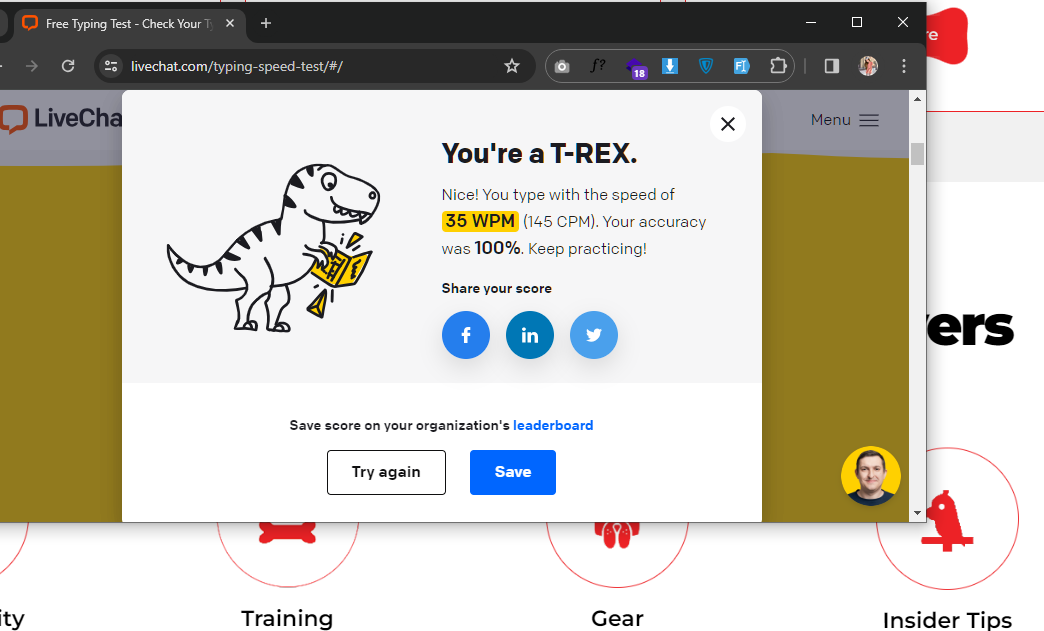 Free Typing Test - Check Your Ty
livechat.com/typing-speed-test/#/
f?
18
re
LiveCha
Menu
You're a T-REX.
Nice! You type with the speed of
35 WPM (145 CPM). Your accuracy
was 100%. Keep practicing!
Share your score
f
in
vers
Save score on your organization's leaderboard
Try again
Save
ity
Training
Gear
Insider Tips